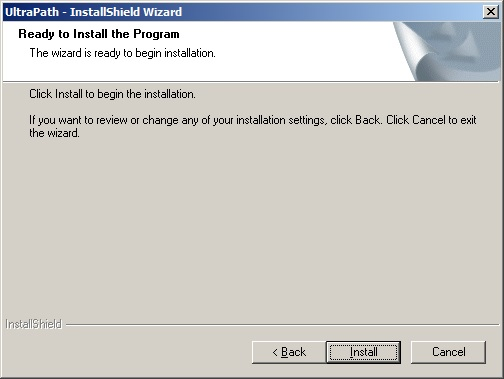 UltraPath - InstallShield Wizard
Ready to Install the Program
The wizard is ready to begin installation.
Click Install to begin the installation.
If you want to review or change any of your installation settings, click Back. Click Cancel to exit
the wizard.
InstallShield
< Back
Install
Cancel